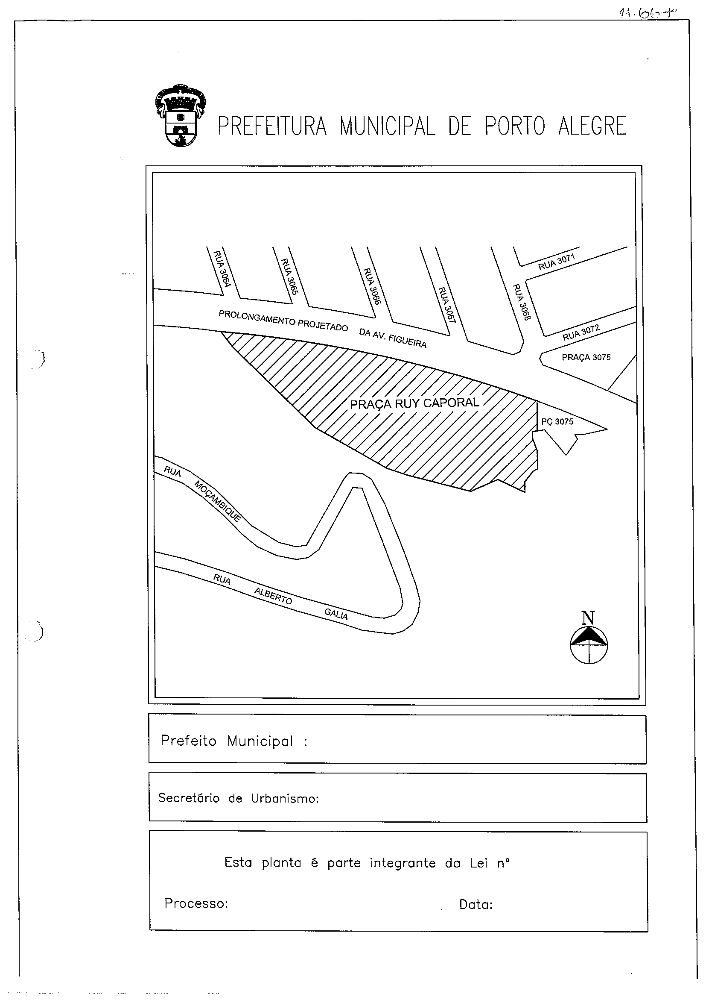 PREFEITURA MUNICIPAL DE PORTO ALEGRE
RUA 3064
RUA 3065
RUA 3066
RUA 3067
RUA 3068
RUA 3071
RUA 3072
PROLONGAMENTO PROJETADO DA AV. FIGUEIRA
PRAÇA 3075
PRAÇA RUY CAPORAL
PÇ 3075
RUA MOÇAMBIQUE
RUA ALBERTO GALIA
N
Prefeito Municipal :
Secretário de Urbanismo:
Esta planta é parte integrante da Lei nº
Processo:
Data: